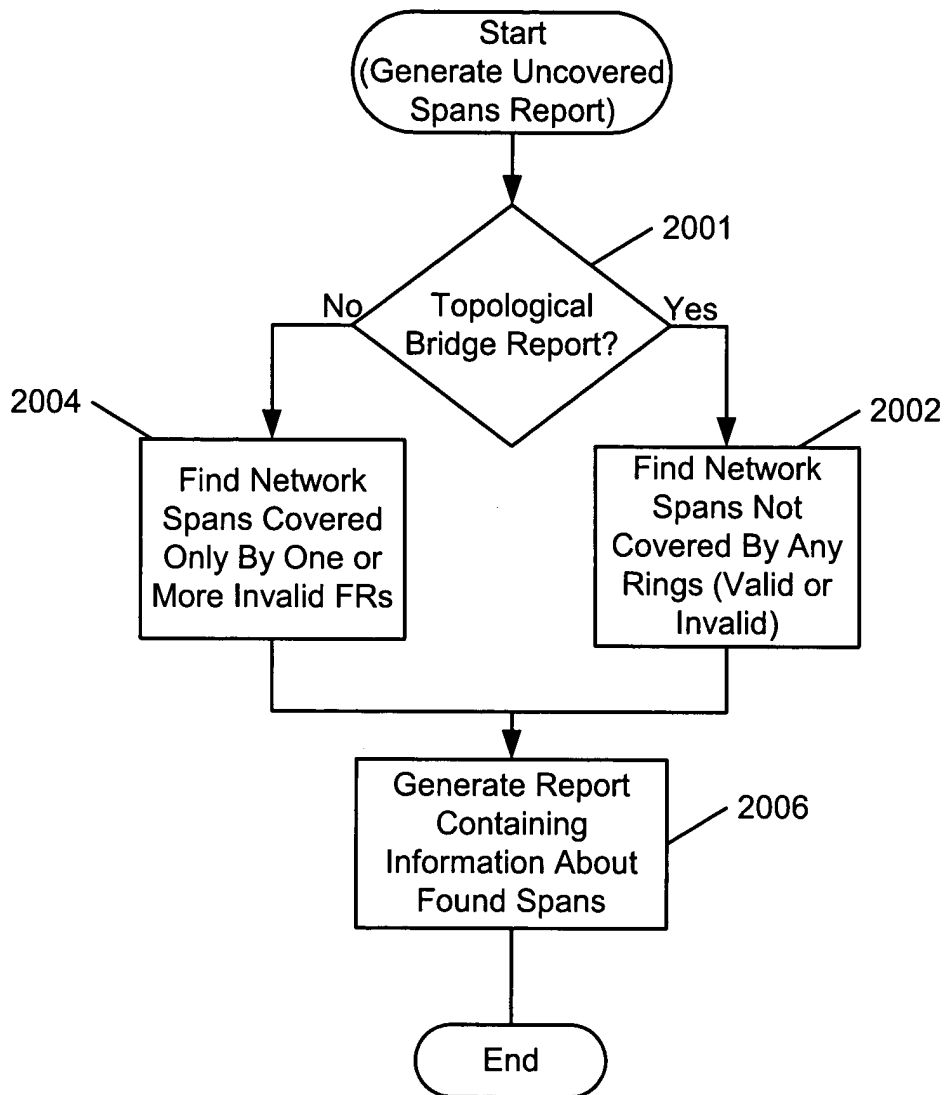 Start
(Generate Uncovered
Spans Report)
2001
No
Topological
Bridge Report?
Yes
2004
2002
Find Network
Spans Covered
Only By One or
More Invalid FRs
Find Network
Spans Not
Covered By Any
Rings (Valid or
Invalid)
Generate Report
Containing
Information About
Found Spans
2006
End